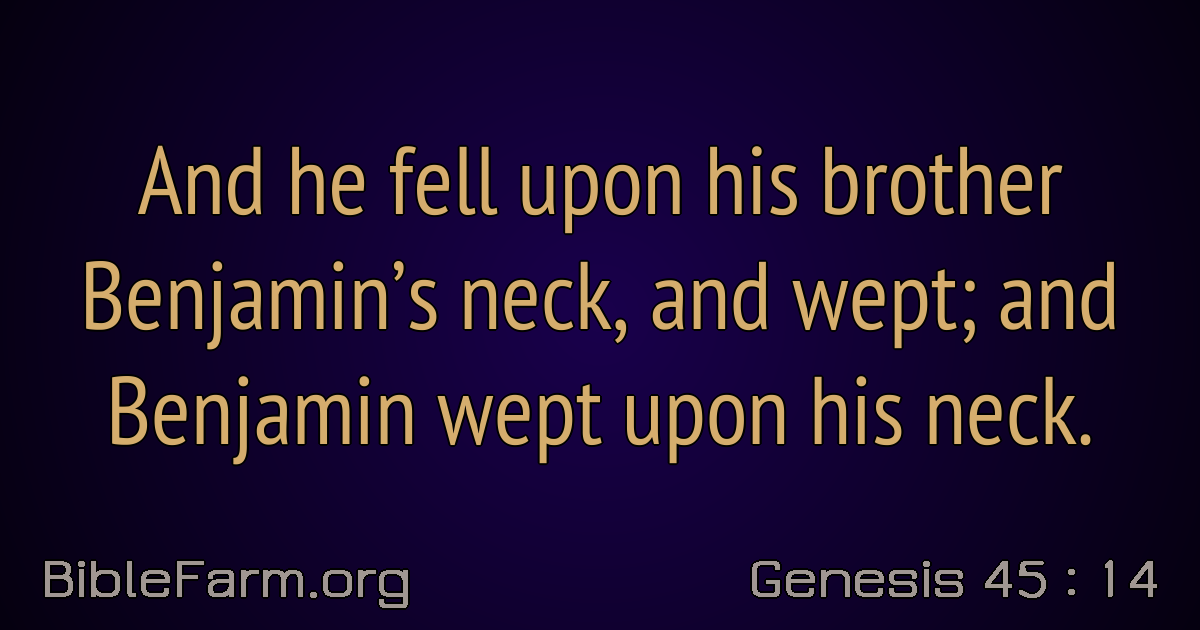 And he fell upon his brother
Benjamin’s neck, and wept; and
Benjamin wept upon his neck.
BibleFarm.org
Genesis 45 : 14